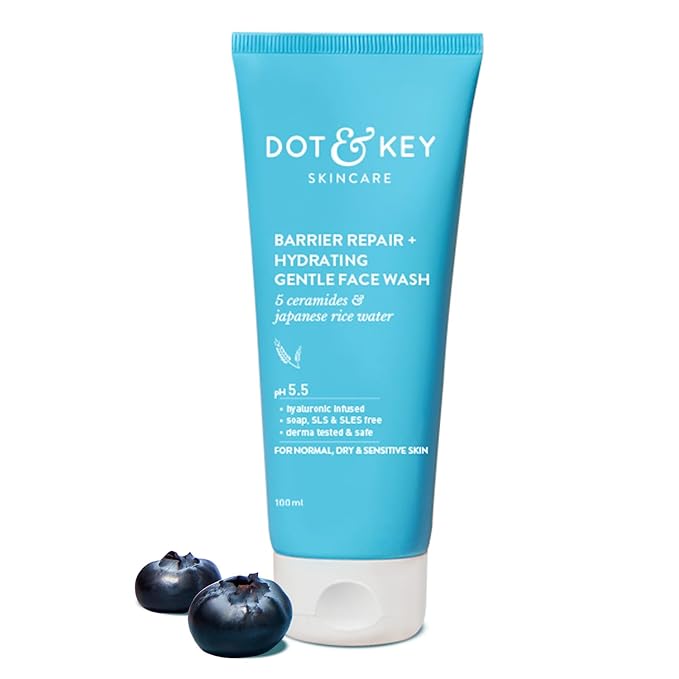 DOT & KEY
SKINCARE
BARRIER REPAIR +
HYDRATING
GENTLE FACE WASH
5 ceramides &
japanese rice water
pH 5.5
• hyaluronic infused
• soap, SLS & SLES free
• derma tested & safe
FOR NORMAL, DRY & SENSITIVE SKIN
100 ml